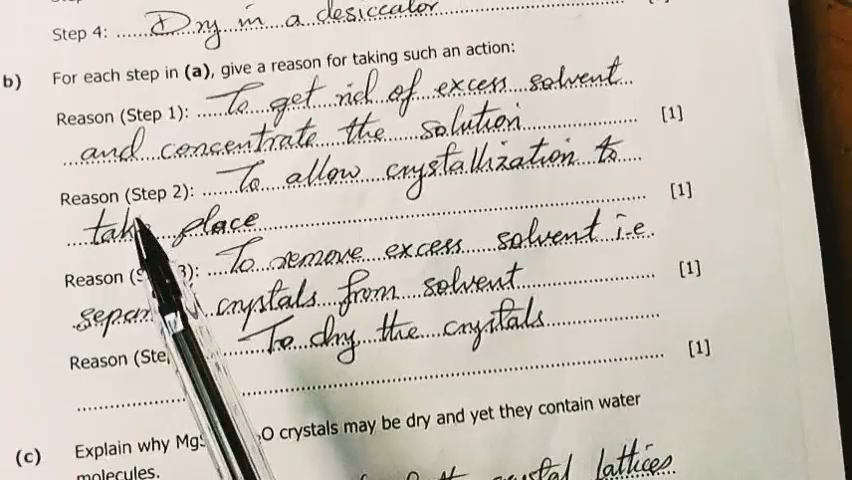 Step 4: Dry in a desiccator
b) For each step in (a), give a reason for taking such an action:
Reason (Step 1): To get rid of excess solvent
and concentrate the solution [1]
Reason (Step 2): To allow crystallization to
take place [1]
Reason (S 3): To remove excess solvent i.e
separ crystals from solvent [1]
Reason (Ste To dry the crystals
[1]
(c) Explain why MgS O crystals may be dry and yet they contain water
molecules. crystal lattices